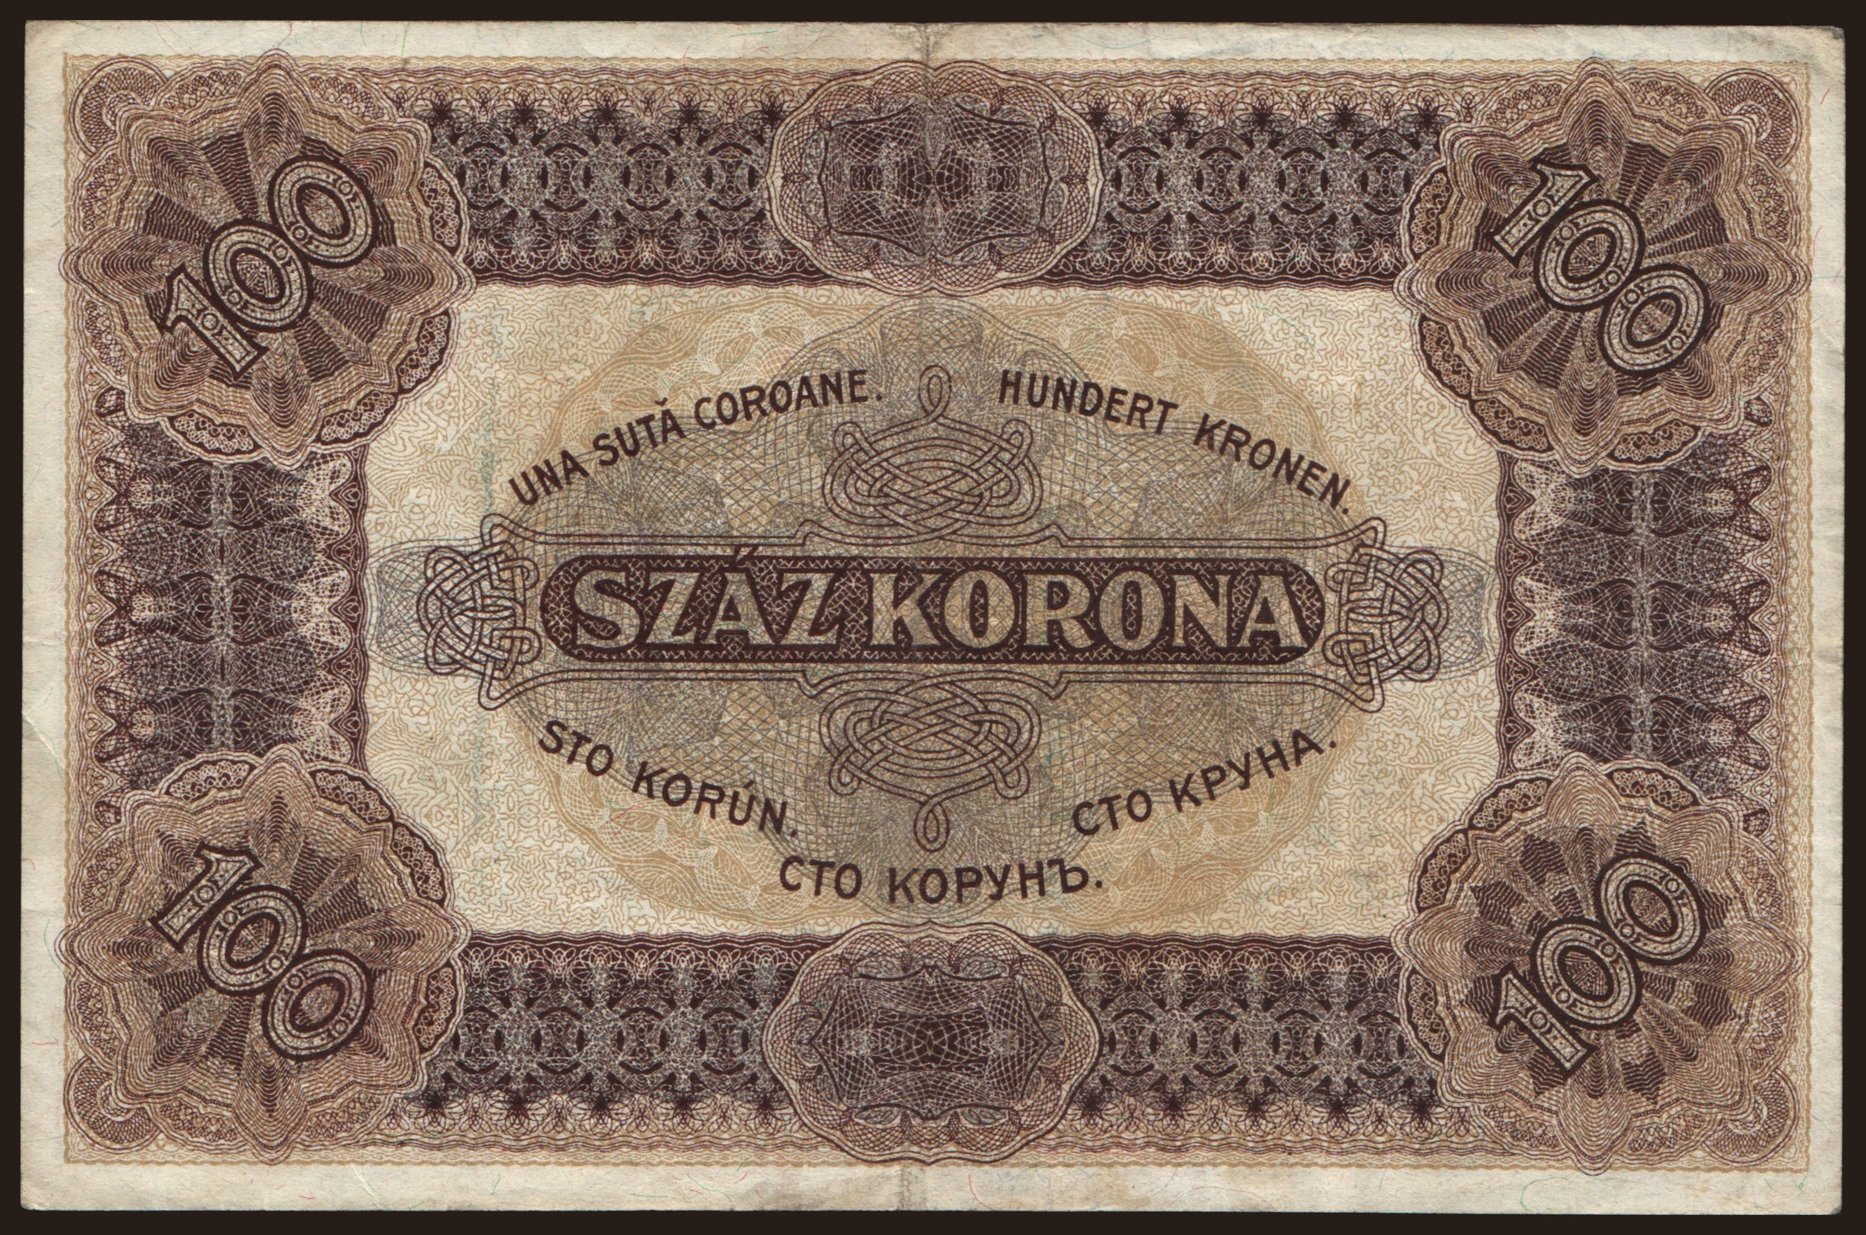 100
100
UNA SUTĂ COROANE.
HUNDERT KRONEN.
SZÁZ KORONA
STO KORÚN.
СТО КРУНА.
СТО КОРУНЪ.
100
100